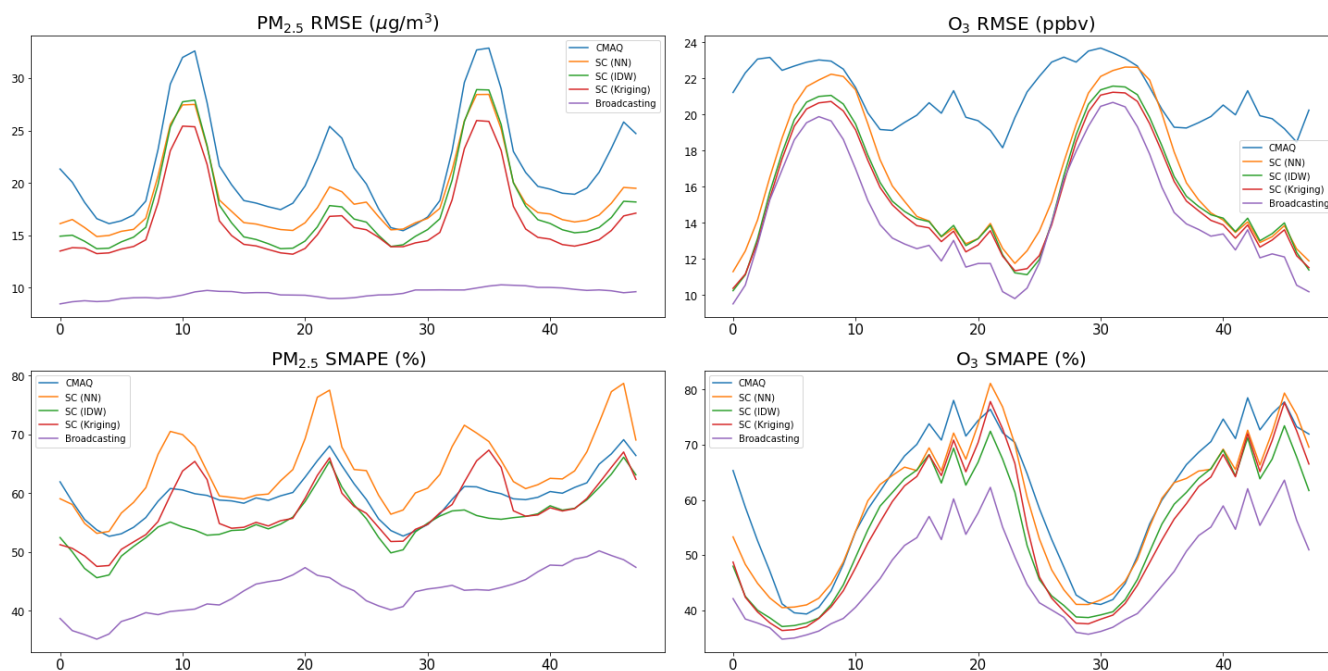 PM2.5 RMSE (μg/m³)
30
25
20
15
10
0
10
20
30
40
CMAQ
SC (NN)
SC (IDW)
SC (Kriging)
Broadcasting
O3 RMSE (ppbv)
24
22
20
18
16
14
12
10
0
10
20
30
40
CMAQ
SC (NN)
SC (IDW)
SC (Kriging)
Broadcasting
PM2.5 SMAPE (%)
80
70
60
50
40
0
10
20
30
40
CMAQ
SC (NN)
SC (IDW)
SC (Kriging)
Broadcasting
O3 SMAPE (%)
80
70
60
50
40
0
10
20
30
40
CMAQ
SC (NN)
SC (IDW)
SC (Kriging)
Broadcasting